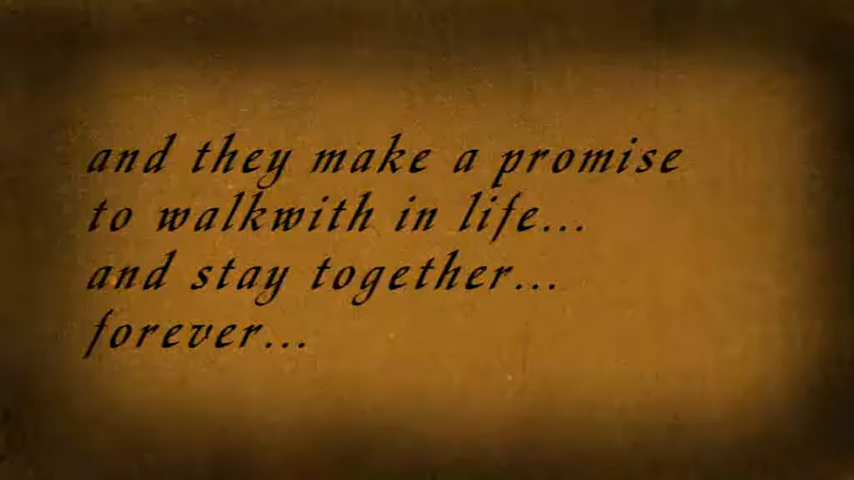 and they make a promise
to walkwith in life...
and stay together...
forever...